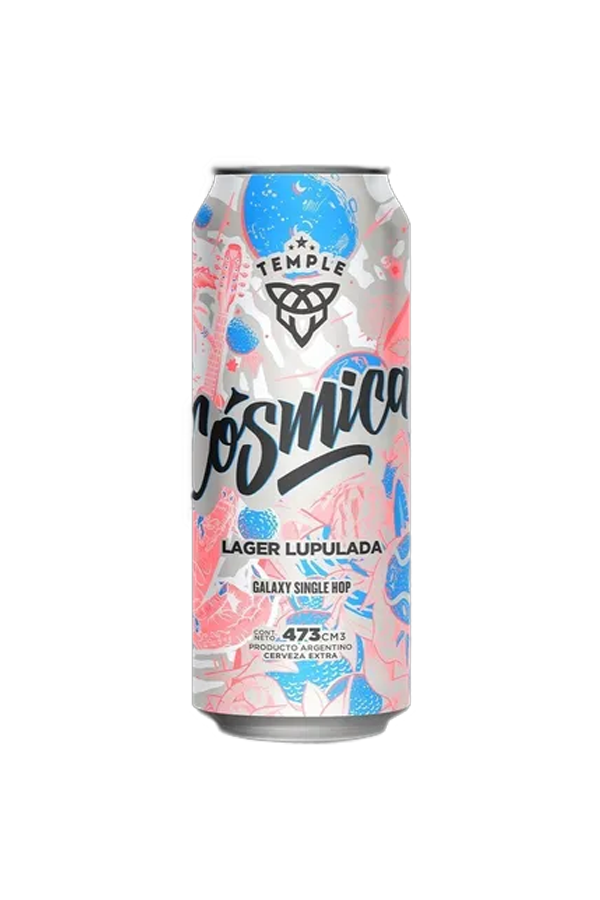 TEMPLE
Cósmica
LAGER LUPULADA
GALAXY SINGLE HOP
CONT. NETO. 473CM3
PRODUCTO ARGENTINO
CERVEZA EXTRA